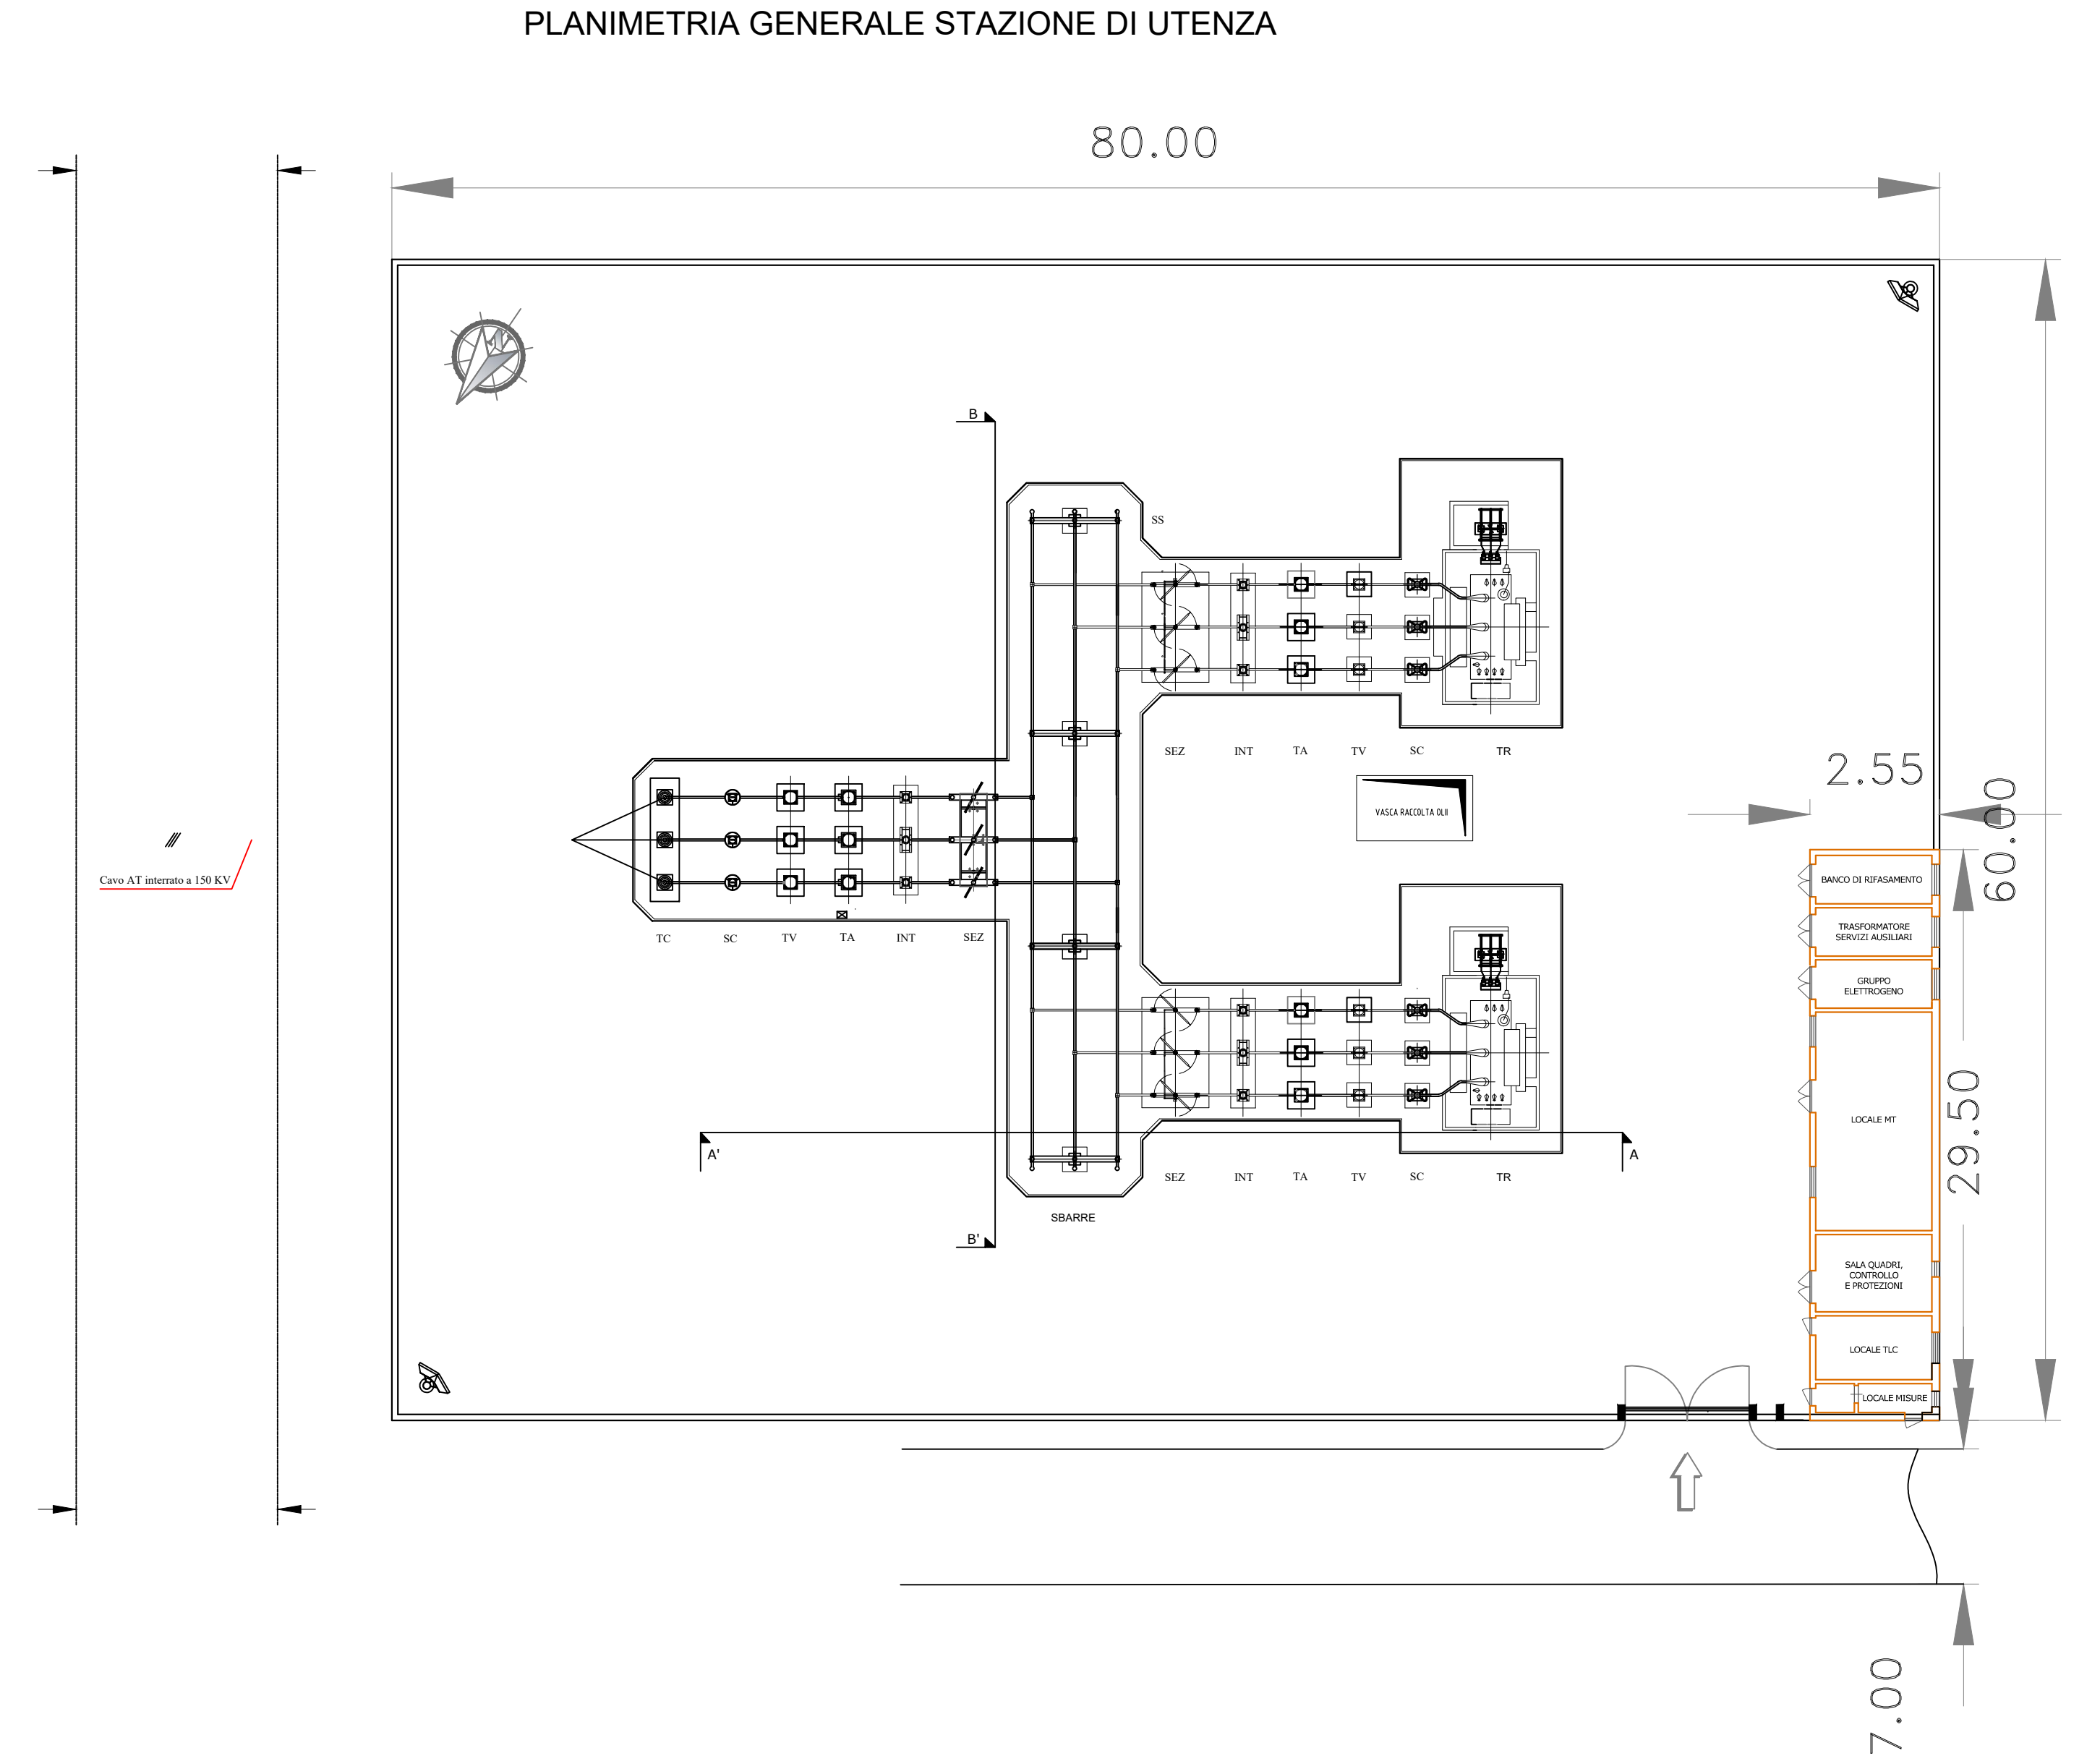 PLANIMETRIA GENERALE STAZIONE DI UTENZA
80.00
N
B
SS
SEZ INT TA TV SC TR
2.55
60.00
VASCA RACCOLTA OLII
Cavo AT interrato a 150 KV
BANCO DI RIFASAMENTO
TRASFORMATORE
SERVIZI AUSILIARI
TC SC TV TA INT SEZ
GRUPPO
ELETTROGENO
LOCALE MT
29.50
A'
A
SEZ INT TA TV SC TR
SBARRE
B'
SALA QUADRI,
CONTROLLO
E PROTEZIONI
LOCALE TLC
LOCALE MISURE
7.00